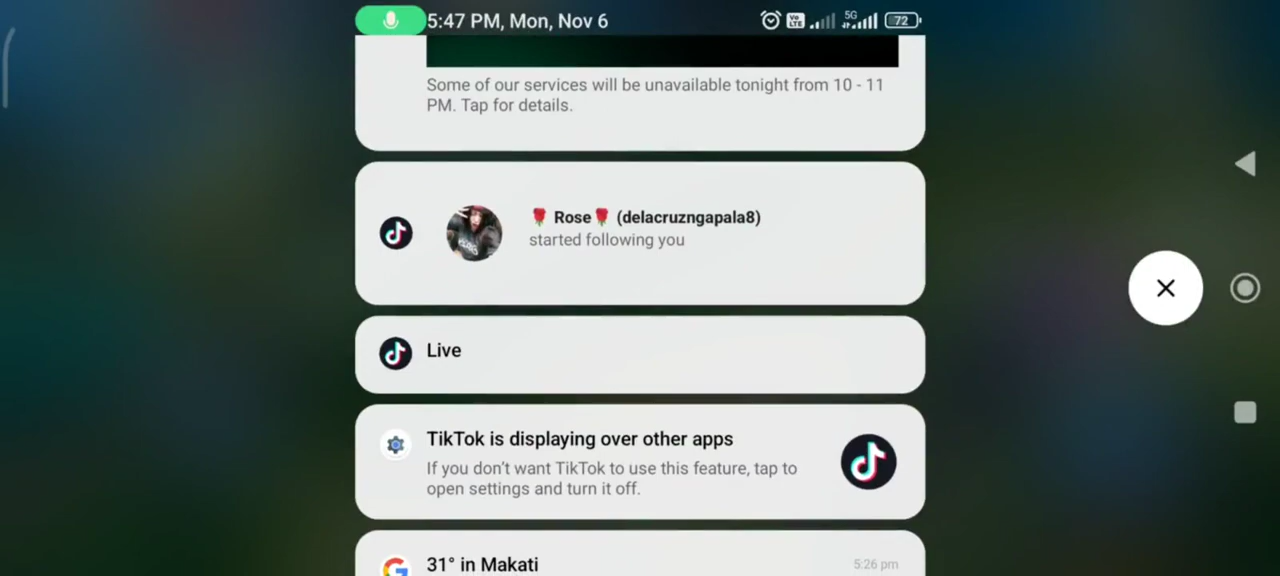 5:47 PM, Mon, Nov 6
Vo LTE
5G
72
Some of our services will be unavailable tonight from 10 - 11
PM. Tap for details.
🌹 Rose🌹 (delacruzngapala8)
started following you
Live
TikTok is displaying over other apps
If you don't want TikTok to use this feature, tap to
open settings and turn it off.
31° in Makati
5:26 pm